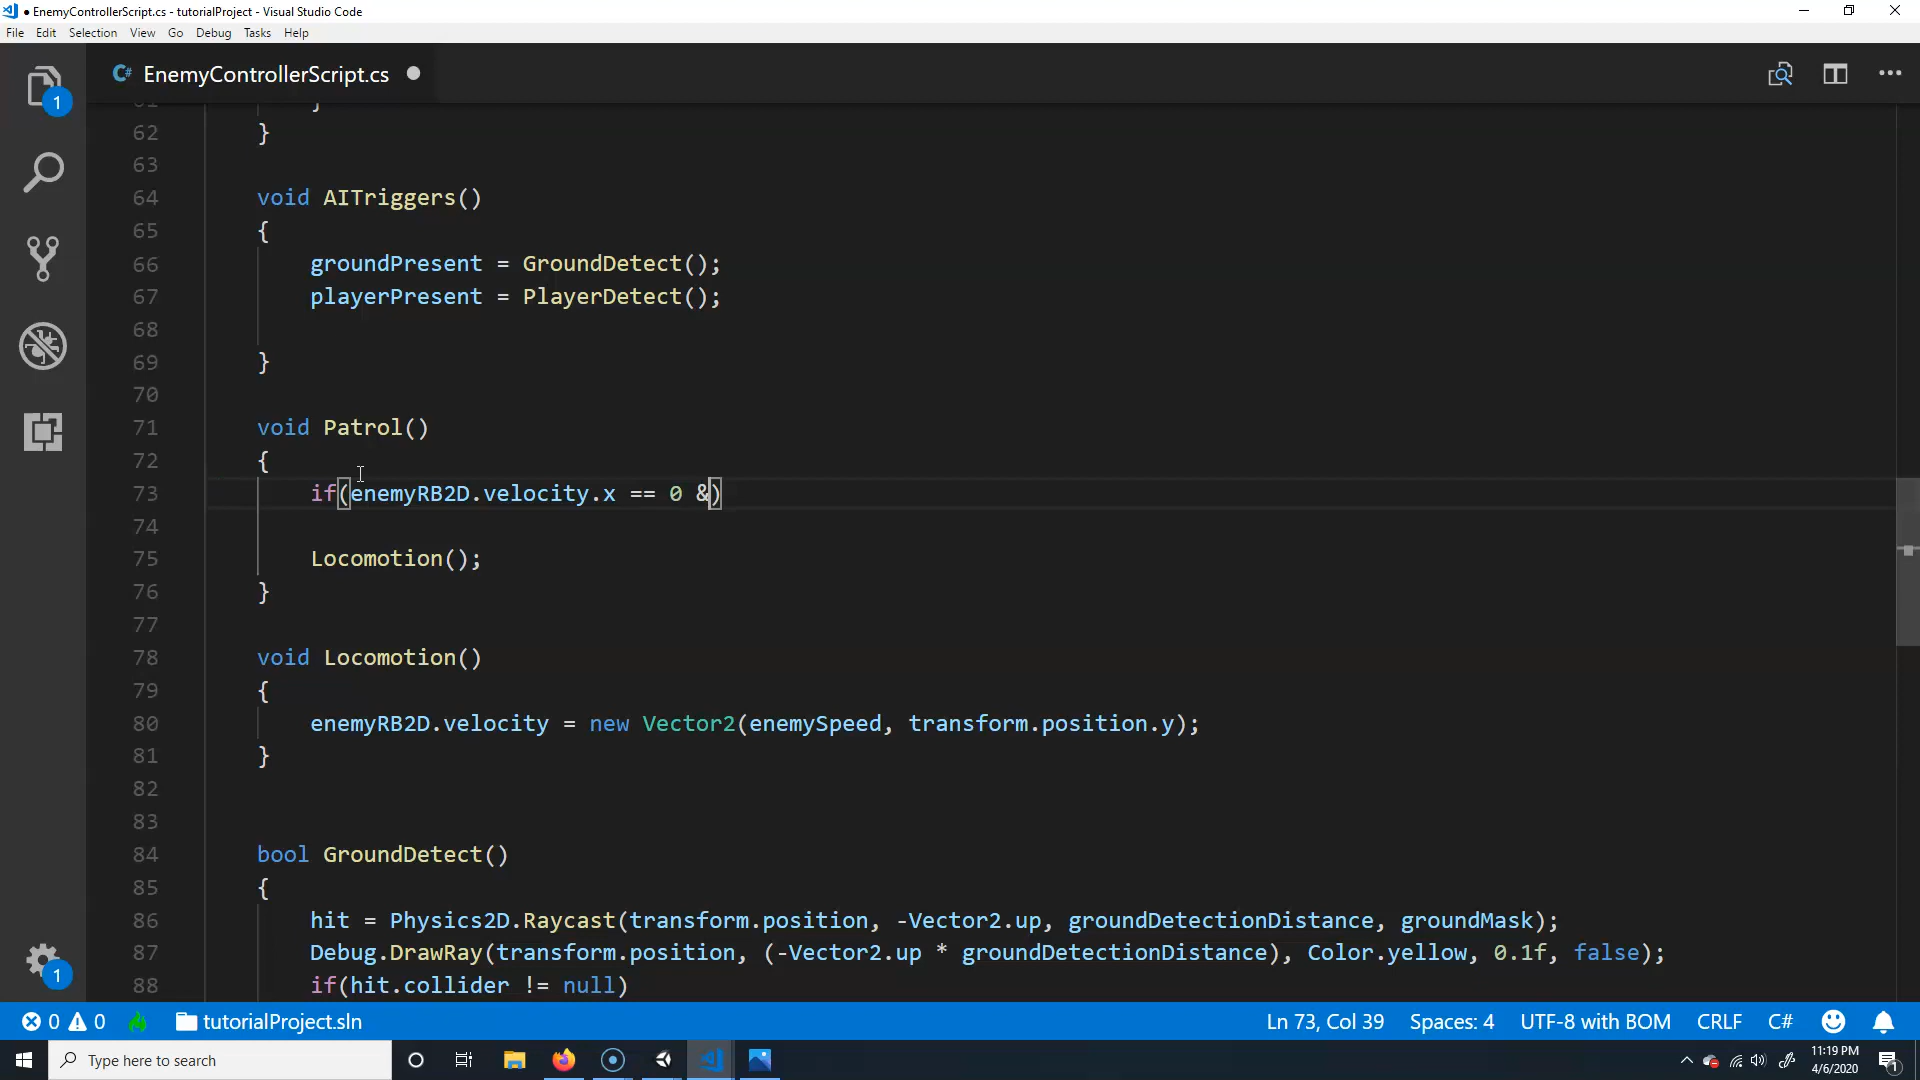 ● EnemyControllerScript.cs - tutorialProject - Visual Studio Code
File Edit Selection View Go Debug Tasks Help
C# EnemyControllerScript.cs ●
61 }
62 }
63
64 void AITriggers()
65 {
66 groundPresent = GroundDetect();
67 playerPresent = PlayerDetect();
68
69 }
70
71 void Patrol()
72 {
73 if(enemyRB2D.velocity.x == 0 &)
74
75 Locomotion();
76 }
77
78 void Locomotion()
79 {
80 enemyRB2D.velocity = new Vector2(enemySpeed, transform.position.y);
81 }
82
83
84 bool GroundDetect()
85 {
86 hit = Physics2D.Raycast(transform.position, -Vector2.up, groundDetectionDistance, groundMask);
87 Debug.DrawRay(transform.position, (-Vector2.up * groundDetectionDistance), Color.yellow, 0.1f, false);
88 if(hit.collider != null)
1
1
0 0 tutorialProject.sln Ln 73, Col 39 Spaces: 4 UTF-8 with BOM CRLF C#
Type here to search
11:19 PM
4/6/2020
1